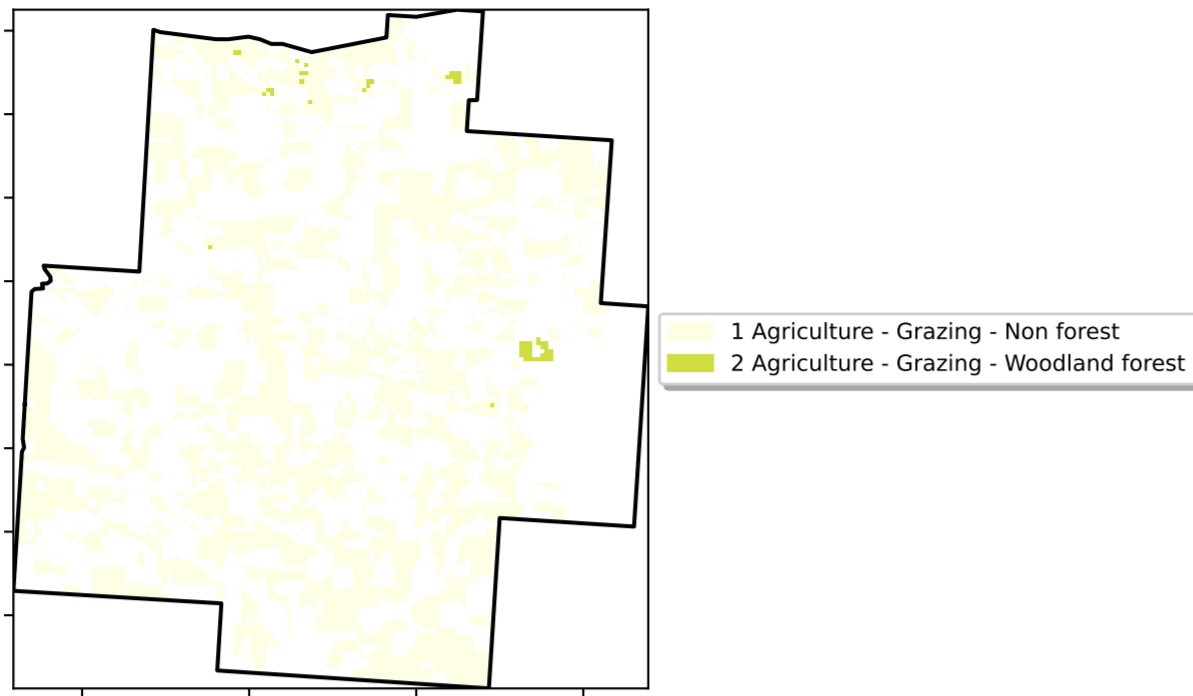 1 Agriculture - Grazing - Non forest
2 Agriculture - Grazing - Woodland forest